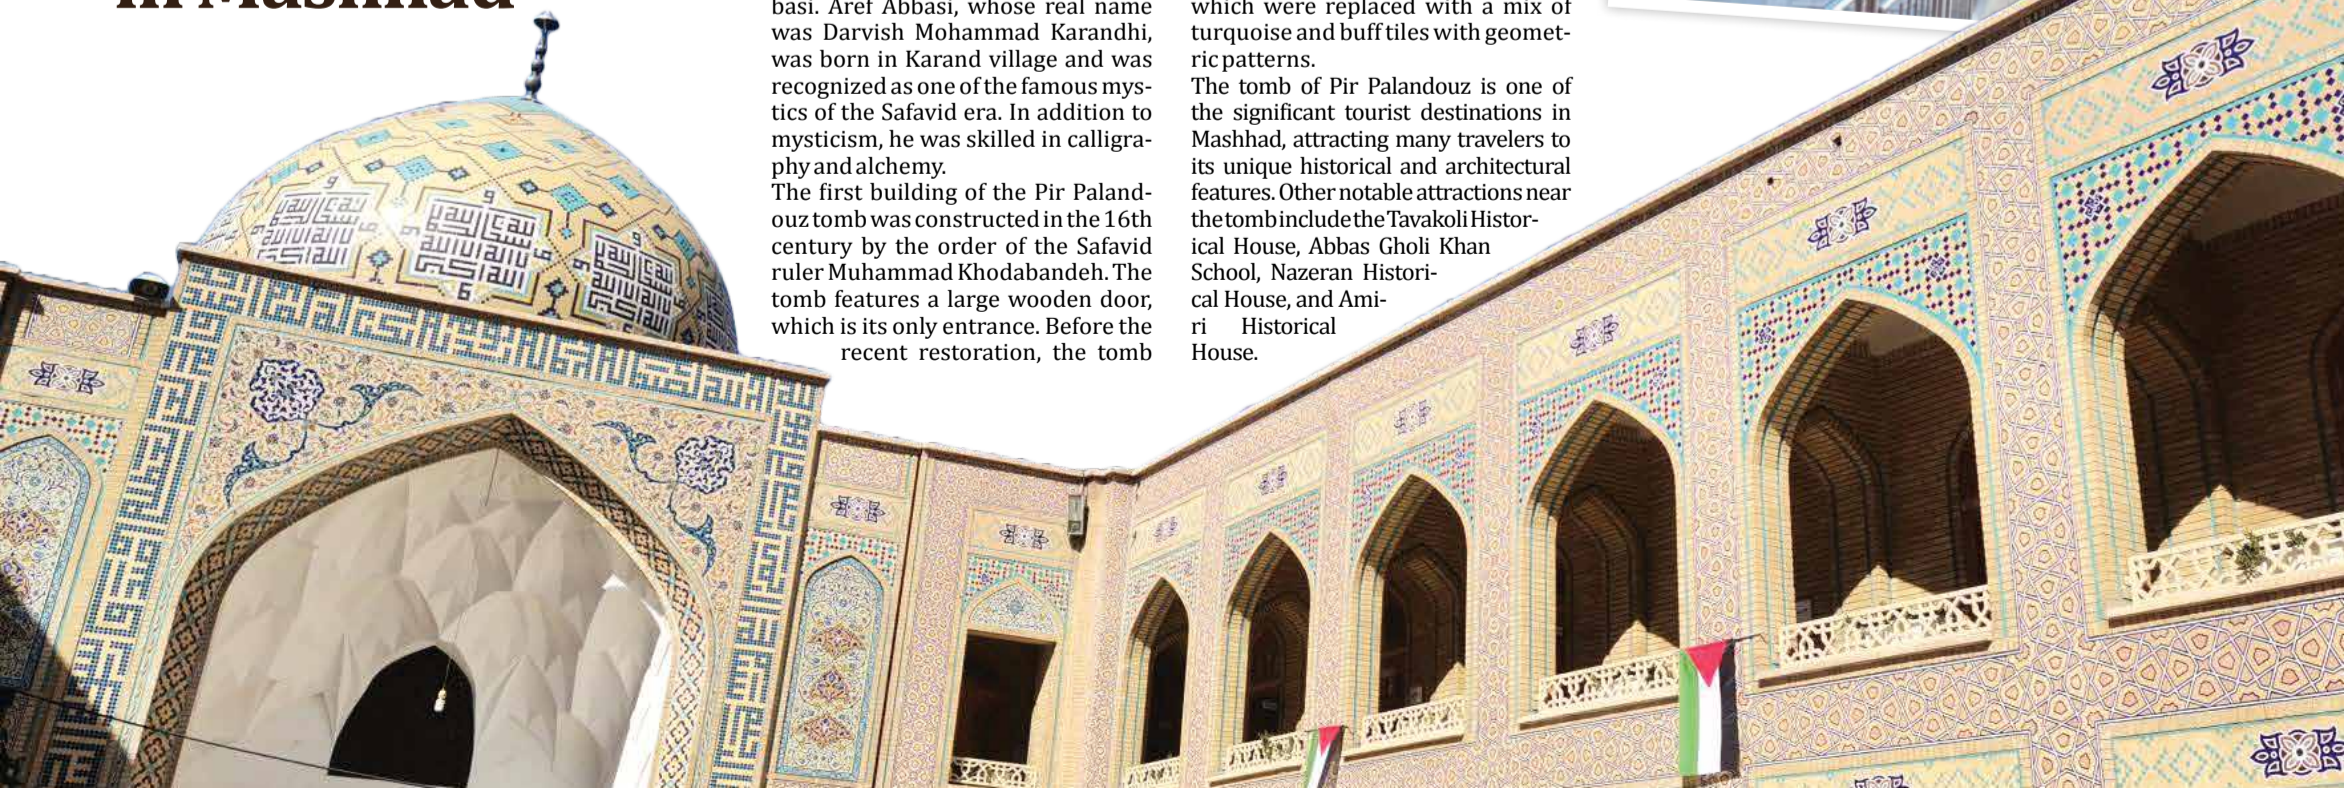 in Mashhad
basi. Aref Abbasi, whose real name
was Darvish Mohammad Karandhi,
was born in Karand village and was
recognized as one of the famous mys-
tics of the Safavid era. In addition to
mysticism, he was skilled in calligra-
phy and alchemy.
The first building of the Pir Paland-
ouz tomb was constructed in the 16th
century by the order of the Safavid
ruler Muhammad Khodabandeh. The
tomb features a large wooden door,
which is its only entrance. Before the
recent restoration, the tomb
which were replaced with a mix of
turquoise and buff tiles with geomet-
ric patterns.
The tomb of Pir Palandouz is one of
the significant tourist destinations in
Mashhad, attracting many travelers to
its unique historical and architectural
features. Other notable attractions near
the tomb include the Tavakoli Histor-
ical House, Abbas Gholi Khan
School, Nazeran Histori-
cal House, and Ami-
ri Historical
House.